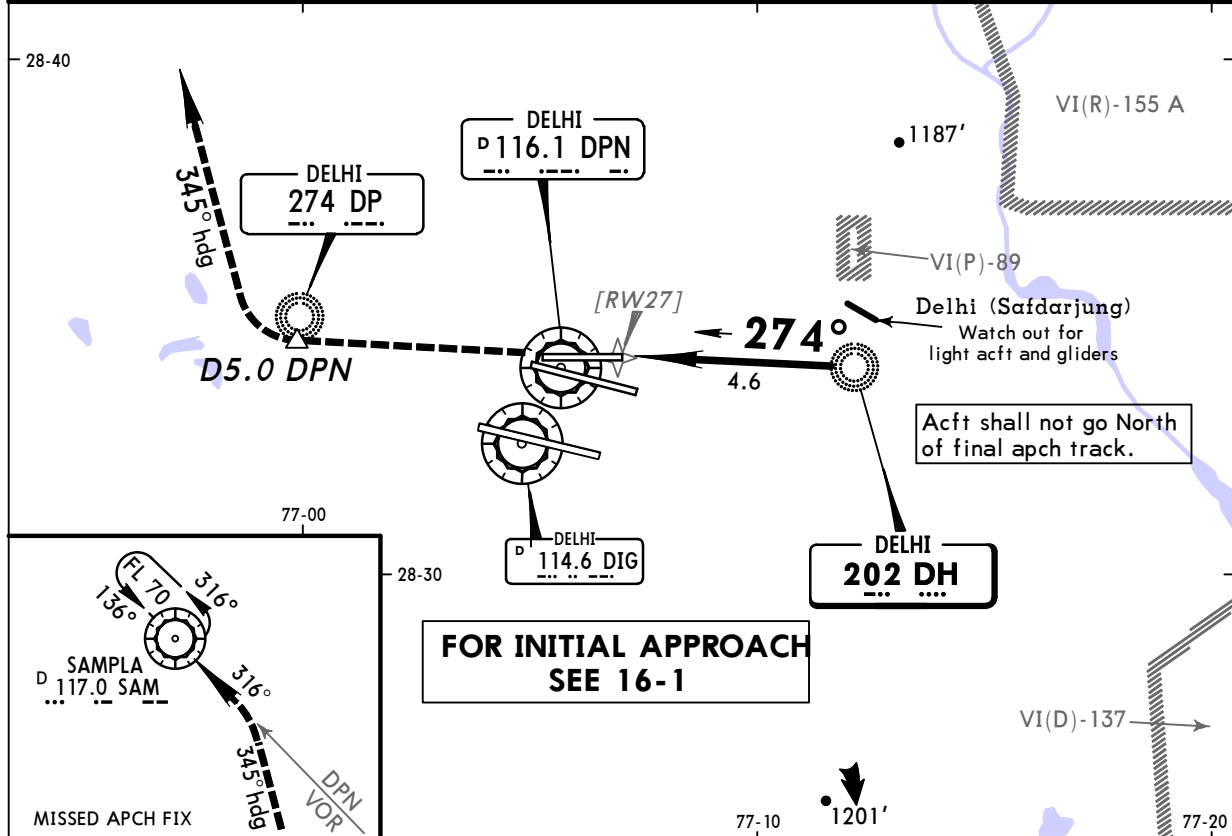 28-40
VI(R)-155 A
DELHI
D 116.1 DPN
1187'
DELHI
274 DP
345° hdg
VI(P)-89
[RW27]
274°
4.6
Delhi (Safdarjung)
Watch out for
light acft and gliders
D5.0 DPN
Acft shall not go North
of final apch track.
77-00
DELHI
D 114.6 DIG
DELHI
202 DH
28-30
FL 70
316°
136°
FOR INITIAL APPROACH
SEE 16-1
SAMPLA
D 117.0 SAM
316°
345° hdg
DPN
VOR
VI(D)-137
MISSED APCH FIX
1201'
77-10
77-20